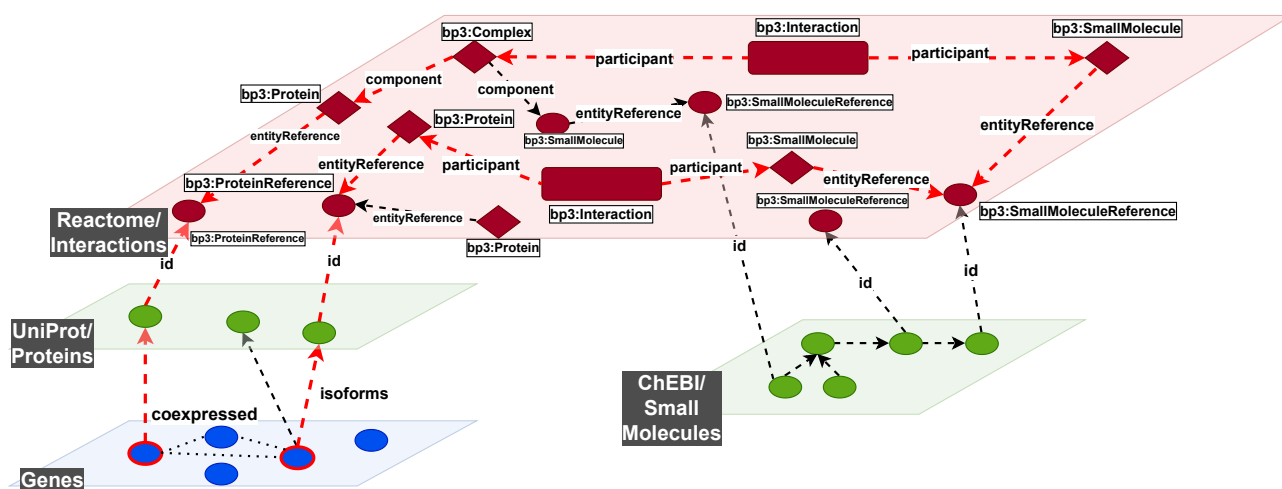 bp3:Complex
bp3:Interaction
bp3:SmallMolecule
participant
participant
component
component
bp3:Protein
bp3:SmallMoleculeReference
bp3:Protein
entityReference
entityReference
bp3:SmallMolecule
bp3:SmallMolecule
entityReference
entityReference
participant
participant
entityReference
bp3:ProteinReference
bp3:SmallMoleculeReference
bp3:Interaction
bp3:SmallMoleculeReference
entityReference
Reactome/
Interactions
bp3:ProteinReference
bp3:Protein
id
id
id
id
id
UniProt/
Proteins
isoforms
ChEBI/
Small
Molecules
coexpressed
Genes